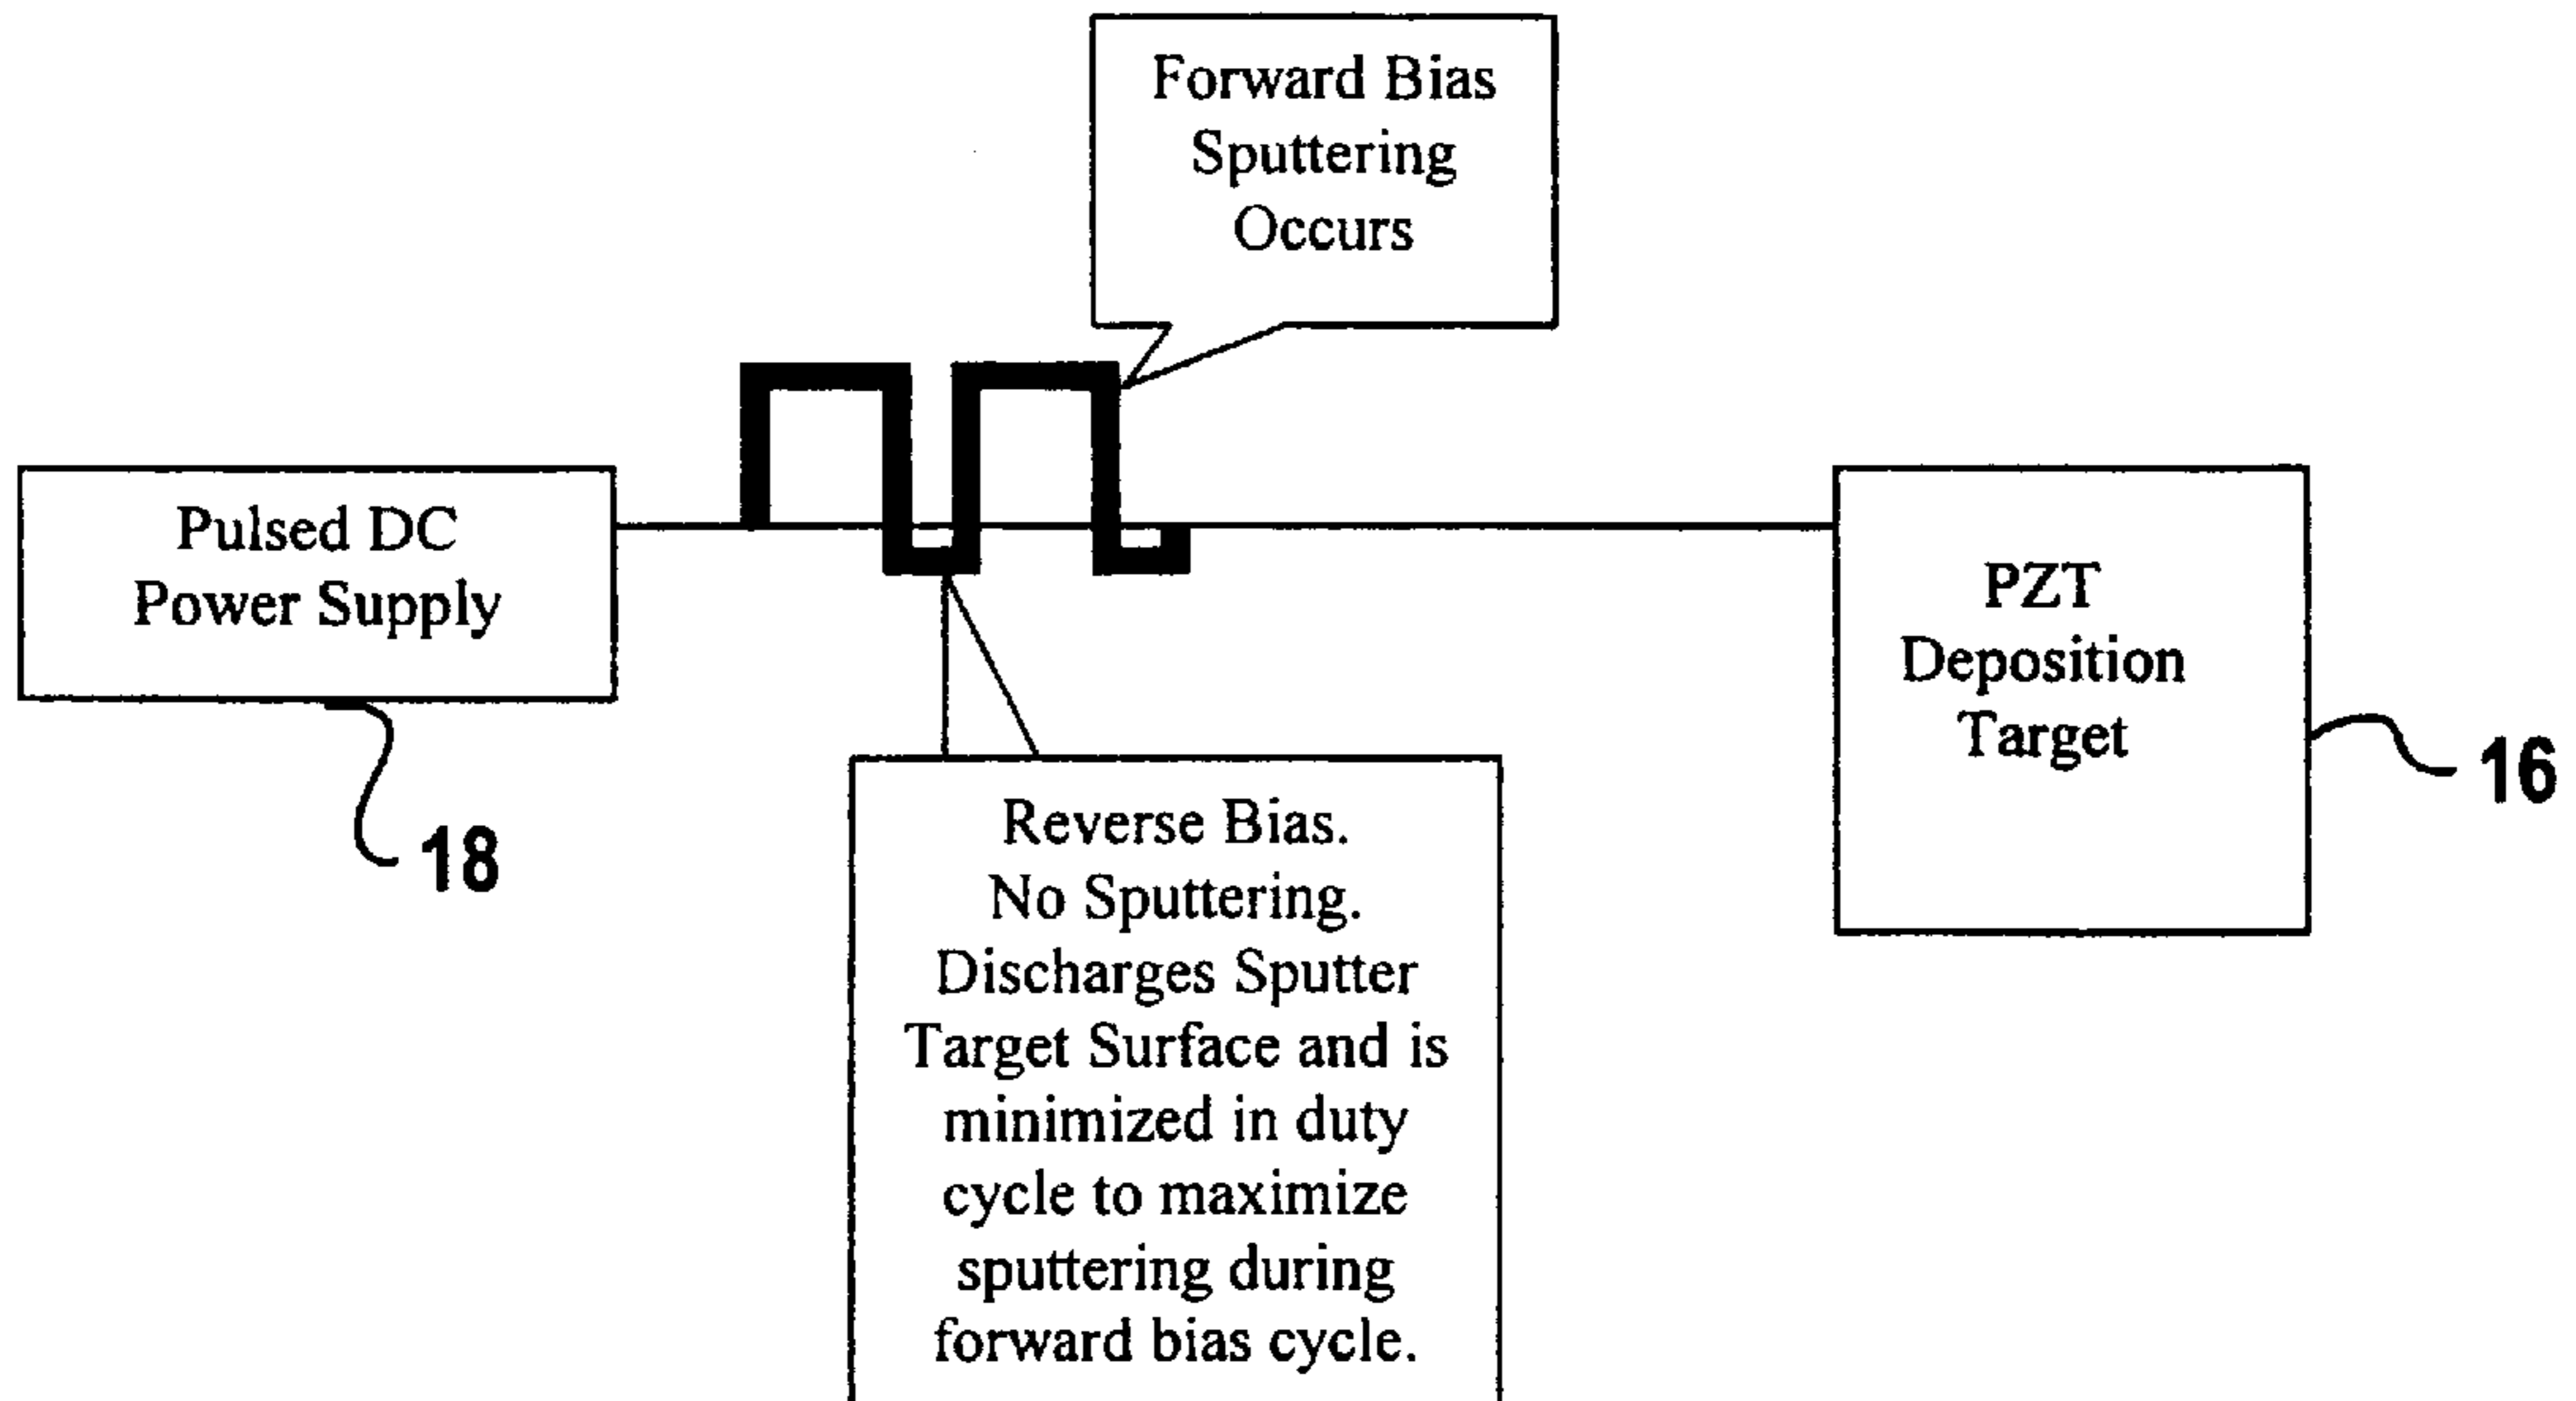 Forward Bias
Sputtering
Occurs
Pulsed DC
Power Supply
18
PZT
Deposition
Target
16
Reverse Bias.
No Sputtering.
Discharges Sputter
Target Surface and is
minimized in duty
cycle to maximize
sputtering during
forward bias cycle.